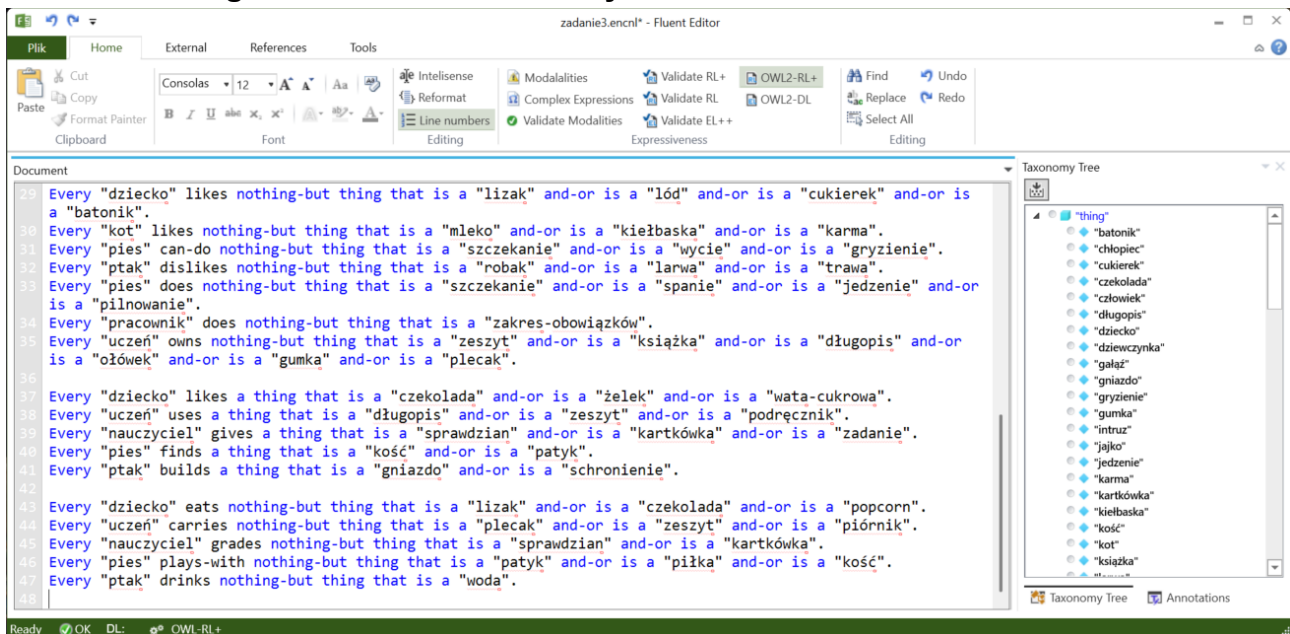 zadanie3.encnl* - Fluent Editor
Plik Home External References Tools
Cut
Copy
Format Painter
Paste
Clipboard
Consolas 12 A A Aa
B I U abc x, x' A
Font
Intelisense
Reformat
Line numbers
Editing
Modalalities
Complex Expressions
Validate Modalities
Validate RL+
Validate RL
Validate EL++
OWL2-RL+
OWL2-DL
Expressiveness
Find
Replace
Select All
Undo
Redo
Editing
Document
29 Every "dziecko" likes nothing-but thing that is a "lizak" and-or is a "lód" and-or is a "cukierek" and-or is
a "batonik".
30 Every "kot" likes nothing-but thing that is a "mleko" and-or is a "kiełbaska" and-or is a "karma".
31 Every "pies" can-do nothing-but thing that is a "szczekanie" and-or is a "wycie" and-or is a "gryzienie".
32 Every "ptak" dislikes nothing-but thing that is a "robak" and-or is a "larwa" and-or is a "trawa".
33 Every "pies" does nothing-but thing that is a "szczekanie" and-or is a "spanie" and-or is a "jedzenie" and-or
is a "pilnowanie".
34 Every "pracownik" does nothing-but thing that is a "zakres-obowiązków".
35 Every "uczeń" owns nothing-but thing that is a "zeszyt" and-or is a "książka" and-or is a "długopis" and-or
is a "ołówek" and-or is a "gumka" and-or is a "plecak".
36
37 Every "dziecko" likes a thing that is a "czekolada" and-or is a "żelek" and-or is a "wata-cukrowa".
38 Every "uczeń" uses a thing that is a "długopis" and-or is a "zeszyt" and-or is a "podręcznik".
39 Every "nauczyciel" gives a thing that is a "sprawdzian" and-or is a "kartkówka" and-or is a "zadanie".
40 Every "pies" finds a thing that is a "kość" and-or is a "patyk".
41 Every "ptak" builds a thing that is a "gniazdo" and-or is a "schronienie".
42
43 Every "dziecko" eats nothing-but thing that is a "lizak" and-or is a "czekolada" and-or is a "popcorn".
44 Every "uczeń" carries nothing-but thing that is a "plecak" and-or is a "zeszyt" and-or is a "piórnik".
45 Every "nauczyciel" grades nothing-but thing that is a "sprawdzian" and-or is a "kartkówka".
46 Every "pies" plays-with nothing-but thing that is a "patyk" and-or is a "piłka" and-or is a "kość".
47 Every "ptak" drinks nothing-but thing that is a "woda".
48
Taxonomy Tree
"thing"
"batonik"
"chłopiec"
"cukierek"
"czekolada"
"człowiek"
"długopis"
"dziecko"
"dziewczynka"
"gałąź"
"gniazdo"
"gryzienie"
"gumka"
"intruz"
"jajko"
"jedzenie"
"karma"
"kartkówka"
"kiełbaska"
"kość"
"kot"
"książka"
Taxonomy Tree Annotations
Ready OK DL: OWL-RL+